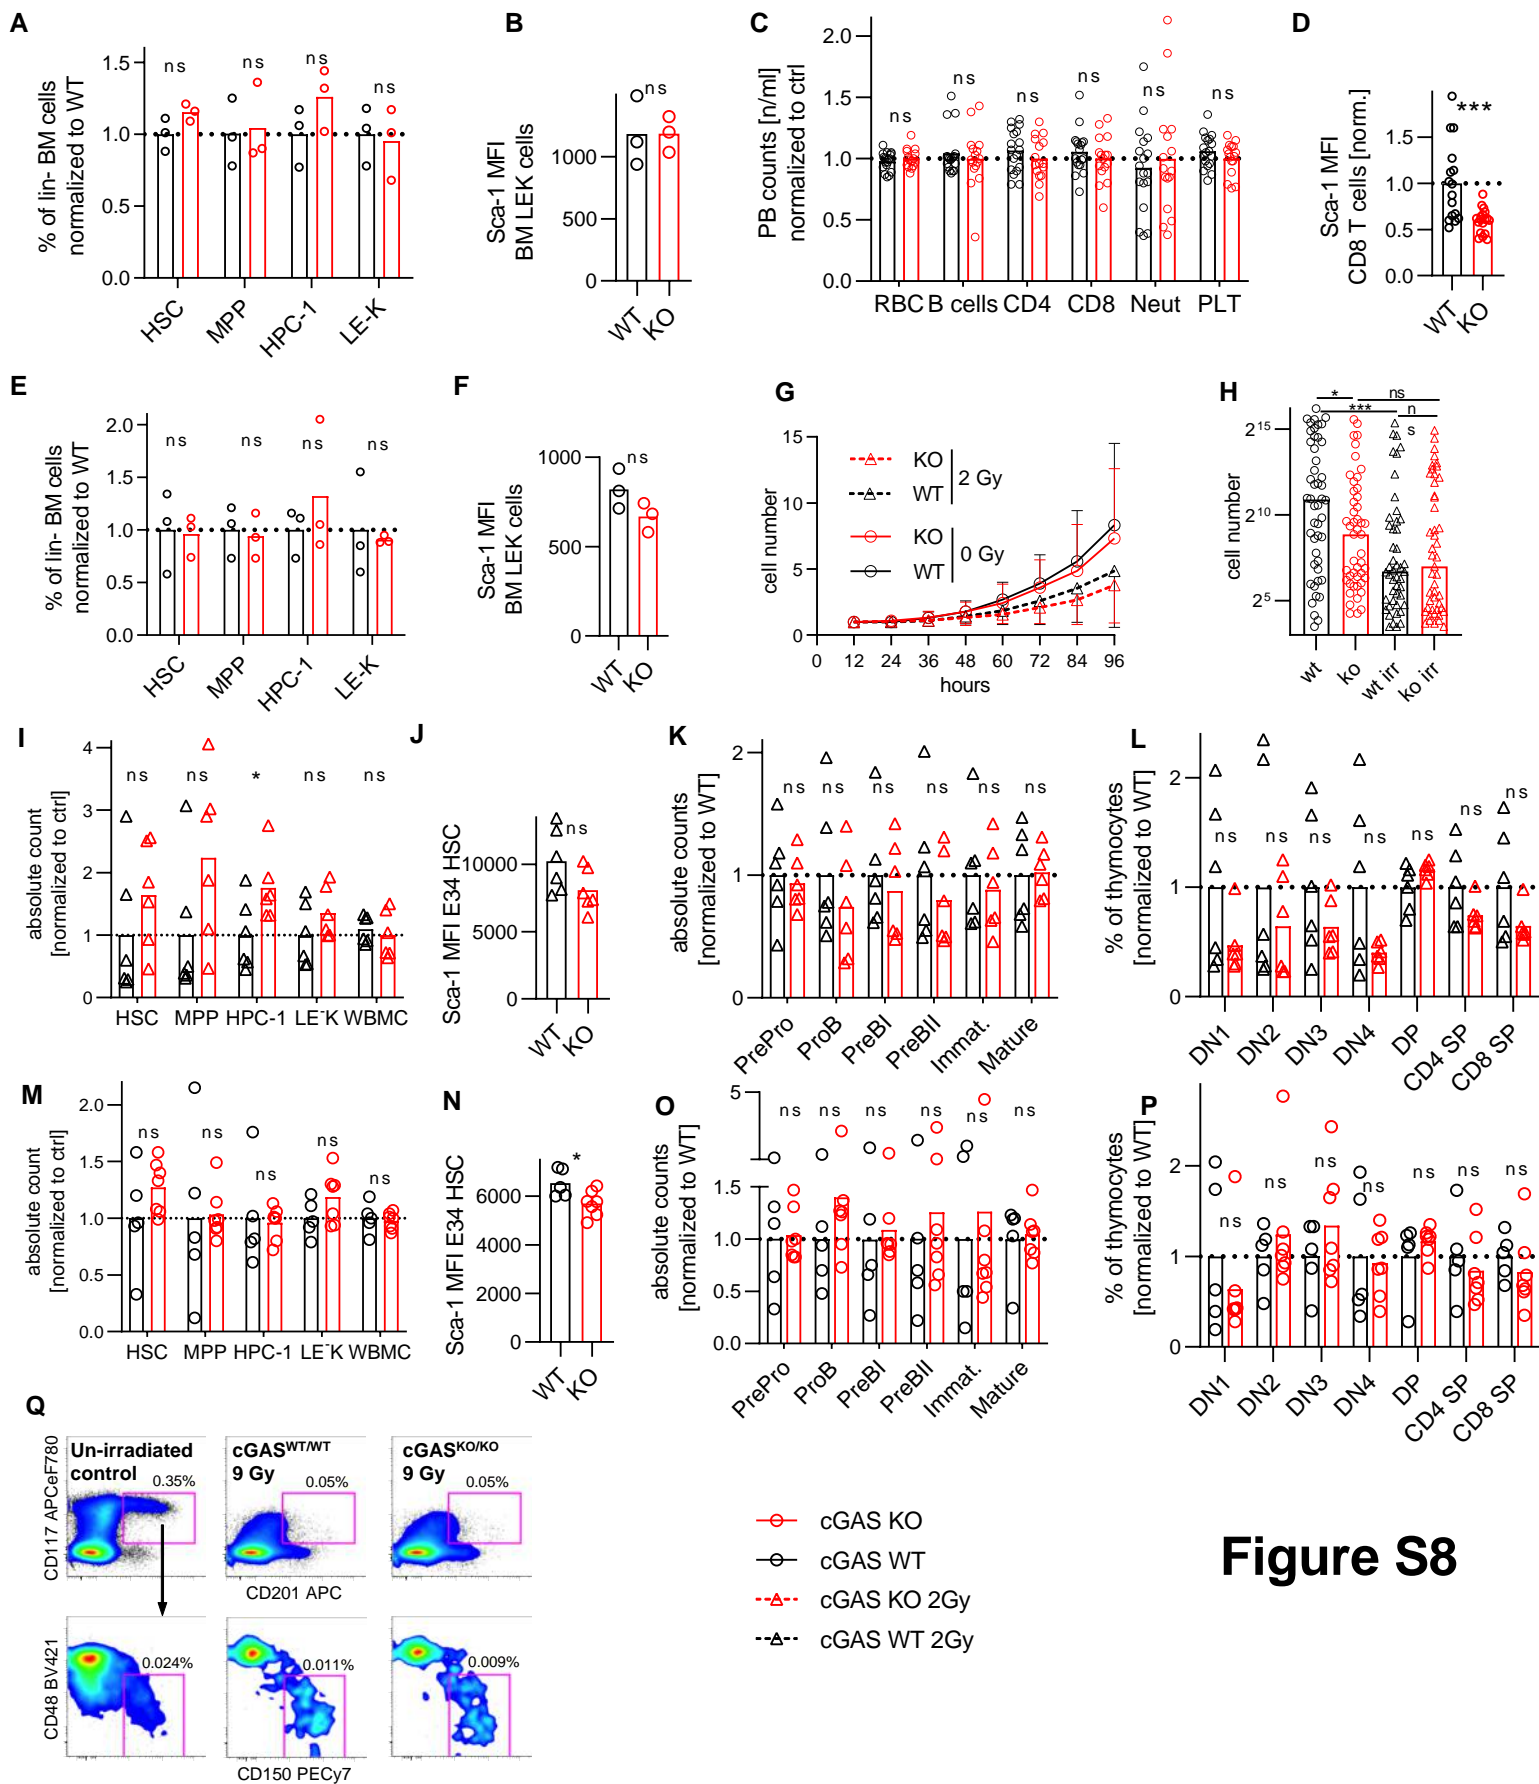 A
% of lin- BM cells
normalized to WT
1.5
1.0
0.5
0.0
ns
ns
ns
ns
HSC
MPP
HPC-1
LE-K
B
Sca-1 MFI
BM LEK cells
1000
500
0
ns
WT
KO
C
PB counts [n/ml]
normalized to ctrl
2.0
1.5
1.0
0.5
0.0
ns
ns
ns
ns
ns
ns
RBC
B cells
CD4
CD8
Neut
PLT
D
Sca-1 MFI
CD8 T cells [norm.]
1.5
1.0
0.5
0.0
***
WT
KO
E
% of lin- BM cells
normalized to WT
2.0
1.5
1.0
0.5
0.0
ns
ns
ns
ns
HSC
MPP
HPC-1
LE-K
F
Sca-1 MFI
BM LEK cells
1000
500
0
ns
WT
KO
G
cell number
15
10
5
0
KO
WT
2 Gy
KO
WT
0 Gy
0
12
24
36
48
60
72
84
96
hours
H
cell number
2^15
2^10
2^5
*
ns
***
n
s
wt
ko
wt irr
ko irr
I
absolute count
[normalized to ctrl]
4
3
2
1
0
ns
ns
*
ns
ns
HSC
MPP
HPC-1
LE-K
WBMC
J
Sca-1 MFI E34 HSC
10000
5000
0
ns
WT
KO
K
absolute counts
[normalized to WT]
2
1
0
ns
ns
ns
ns
ns
ns
PrePro
ProB
PreBI
PreBII
Immat.
Mature
L
% of thymocytes
[normalized to WT]
2
1
0
ns
ns
ns
ns
ns
ns
ns
DN1
DN2
DN3
DN4
DP
CD4 SP
CD8 SP
M
absolute count
[normalized to ctrl]
2.0
1.5
1.0
0.5
0.0
ns
ns
ns
ns
ns
HSC
MPP
HPC-1
LE-K
WBMC
N
Sca-1 MFI E34 HSC
6000
4000
2000
0
*
WT
KO
O
absolute counts
[normalized to WT]
5
1.5
1.0
0.5
0.0
ns
ns
ns
ns
ns
ns
PrePro
ProB
PreBI
PreBII
Immat.
Mature
P
% of thymocytes
[normalized to WT]
2
1
0
ns
ns
ns
ns
ns
ns
ns
DN1
DN2
DN3
DN4
DP
CD4 SP
CD8 SP
Q
CD117 APCeF780
Un-irradiated
control
0.35%
cGAS^WT/WT
9 Gy
0.05%
cGAS^KO/KO
9 Gy
0.05%
CD201 APC
CD48 BV421
0.024%
0.011%
0.009%
CD150 PECy7
cGAS KO
cGAS WT
cGAS KO 2Gy
cGAS WT 2Gy
Figure S8